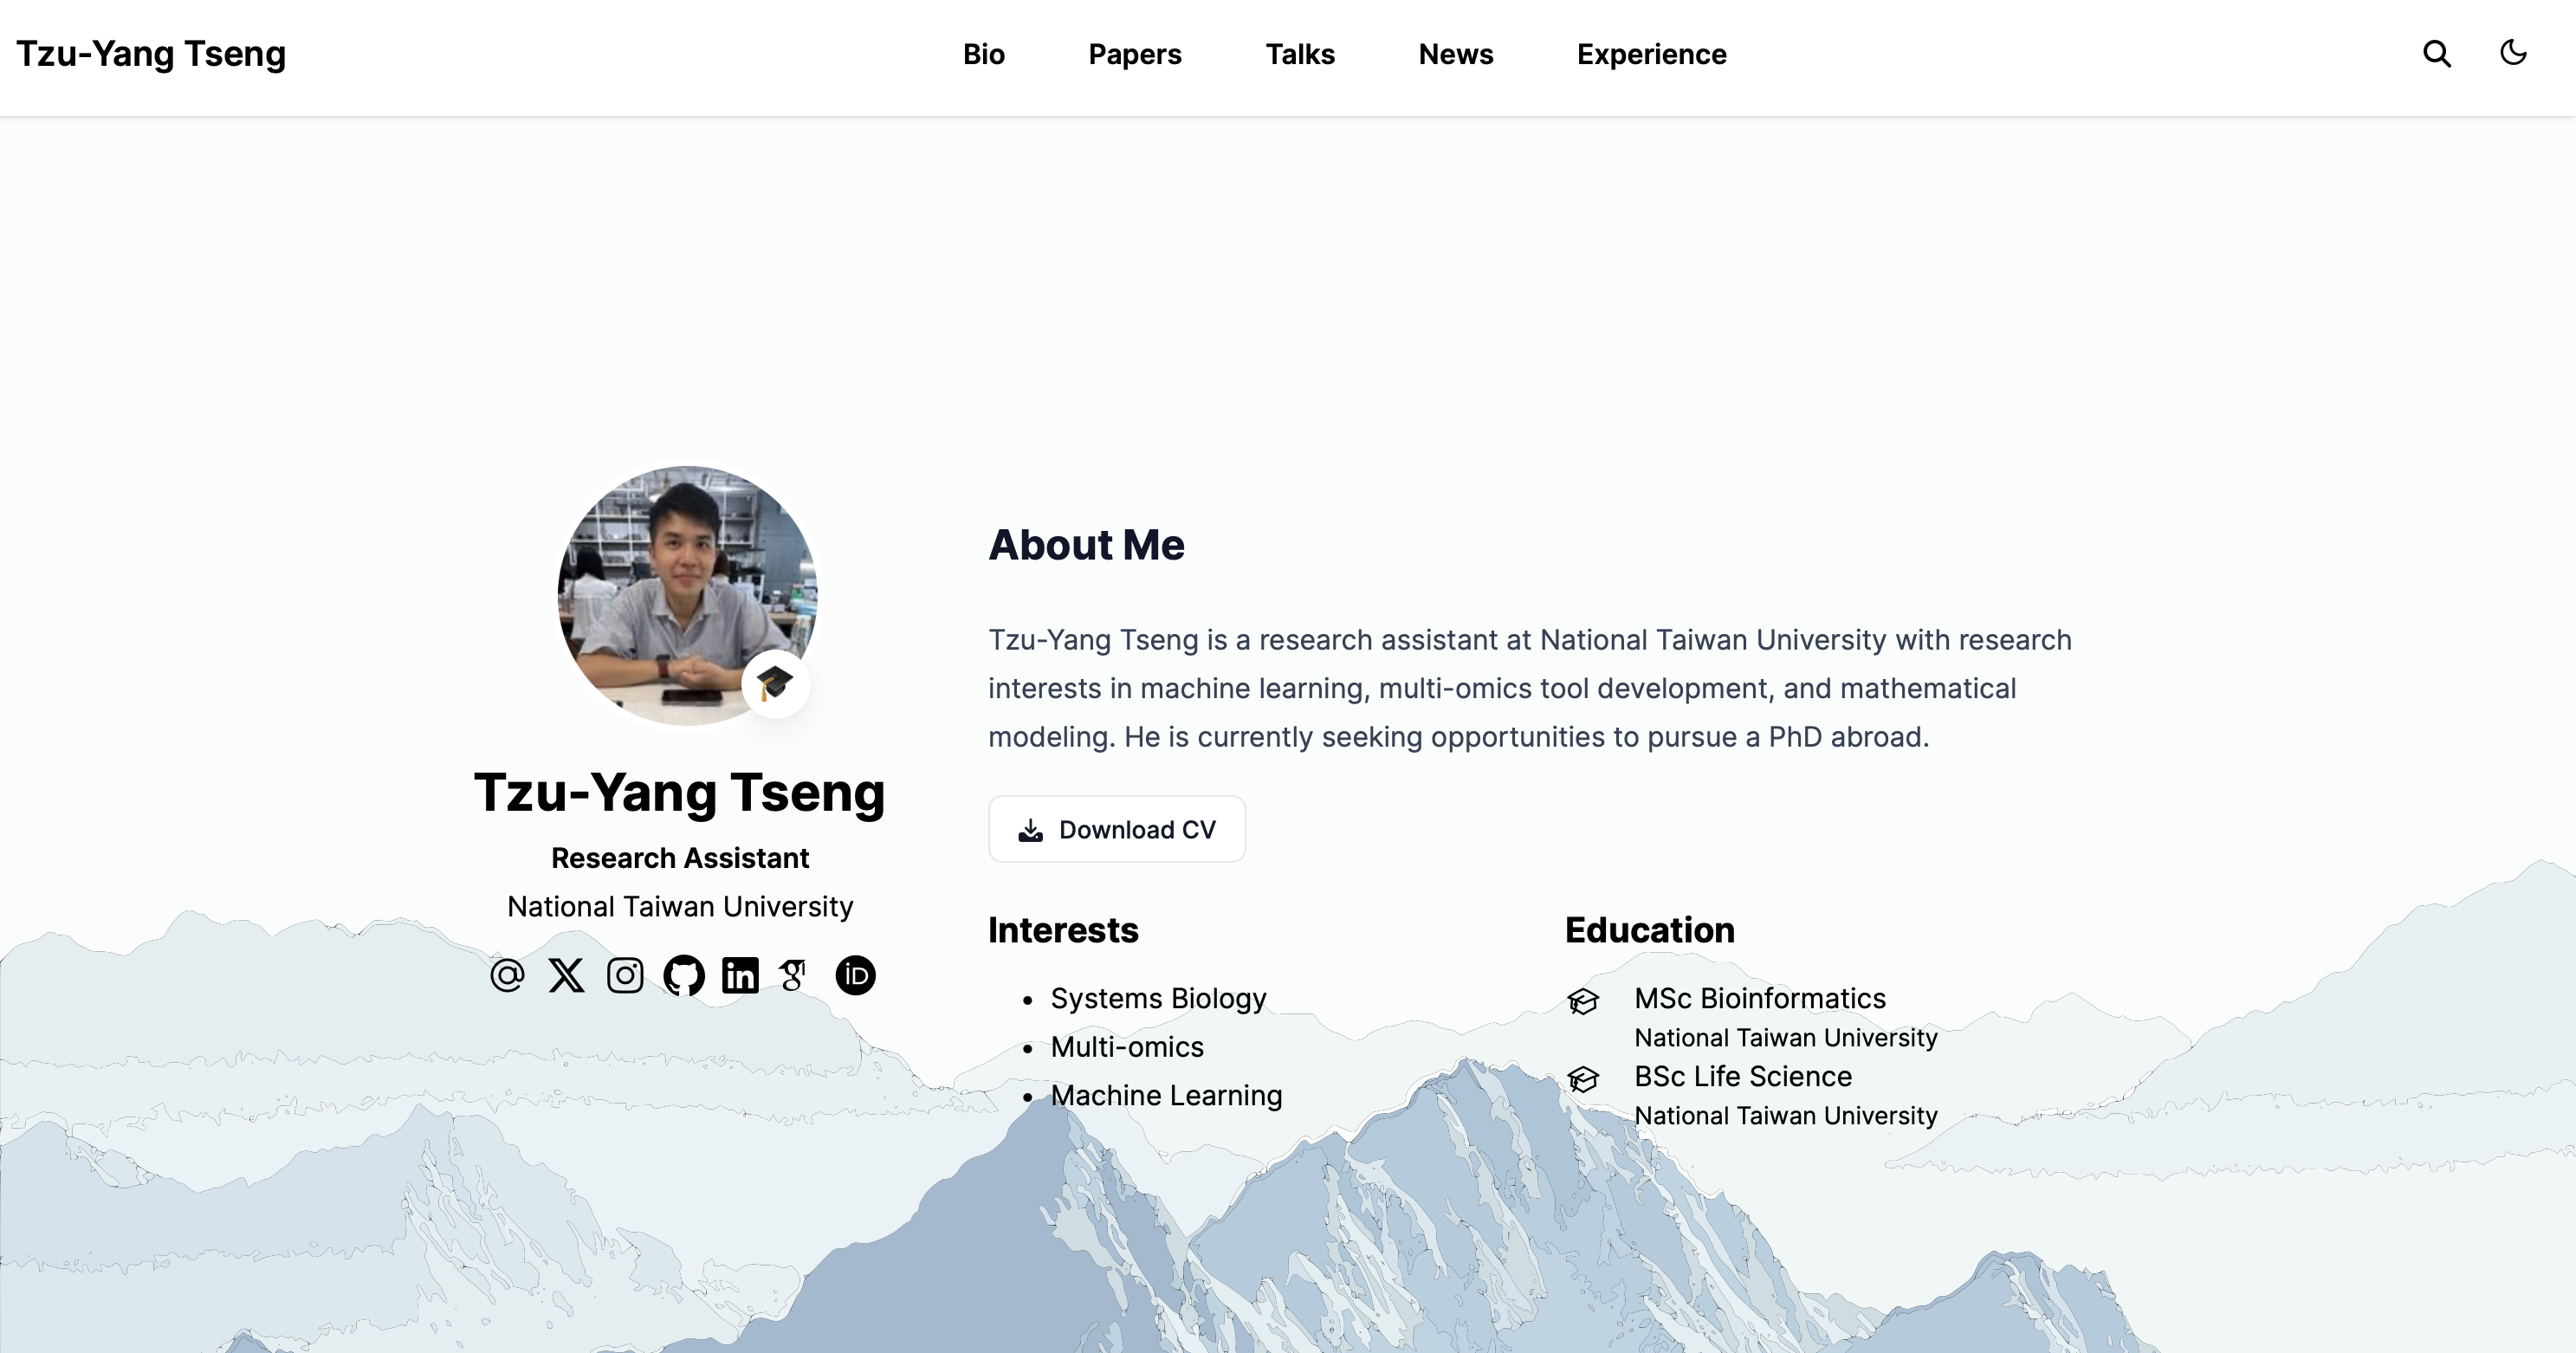 Tzu-Yang Tseng
Bio Papers Talks News Experience
Tzu-Yang Tseng
Research Assistant
National Taiwan University
About Me
Tzu-Yang Tseng is a research assistant at National Taiwan University with research
interests in machine learning, multi-omics tool development, and mathematical
modeling. He is currently seeking opportunities to pursue a PhD abroad.
Download CV
Interests
Systems Biology
Multi-omics
Machine Learning
Education
MSc Bioinformatics
National Taiwan University
BSc Life Science
National Taiwan University